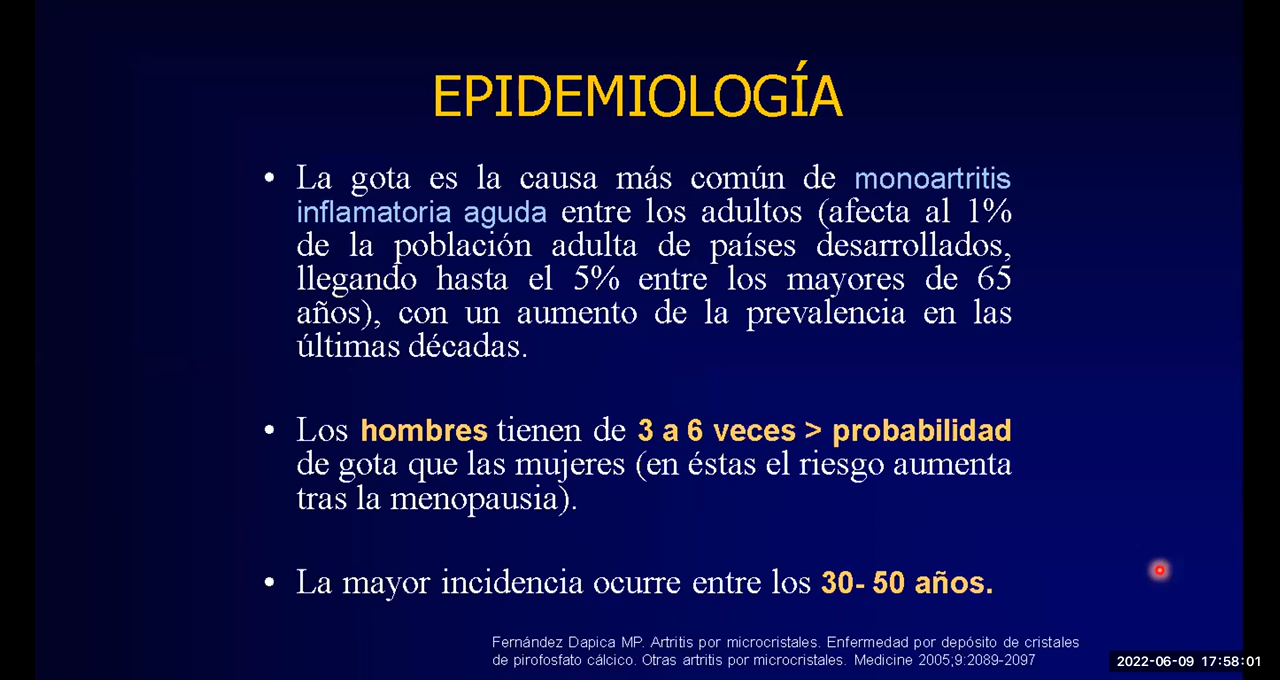 EPIDEMIOLOGÍA
• La gota es la causa más común de monoartritis
inflamatoria aguda entre los adultos (afecta al 1%
de la población adulta de países desarrollados,
llegando hasta el 5% entre los mayores de 65
años), con un aumento de la prevalencia en las
últimas décadas.
• Los hombres tienen de 3 a 6 veces > probabilidad
de gota que las mujeres (en éstas el riesgo aumenta
tras la menopausia).
• La mayor incidencia ocurre entre los 30- 50 años.
Fernández Dapica MP. Artritis por microcristales. Enfermedad por depósito de cristales
de pirofosfato cálcico. Otras artritis por microcristales. Medicine 2005;9:2089-2097
2022-06-09 17:58:01